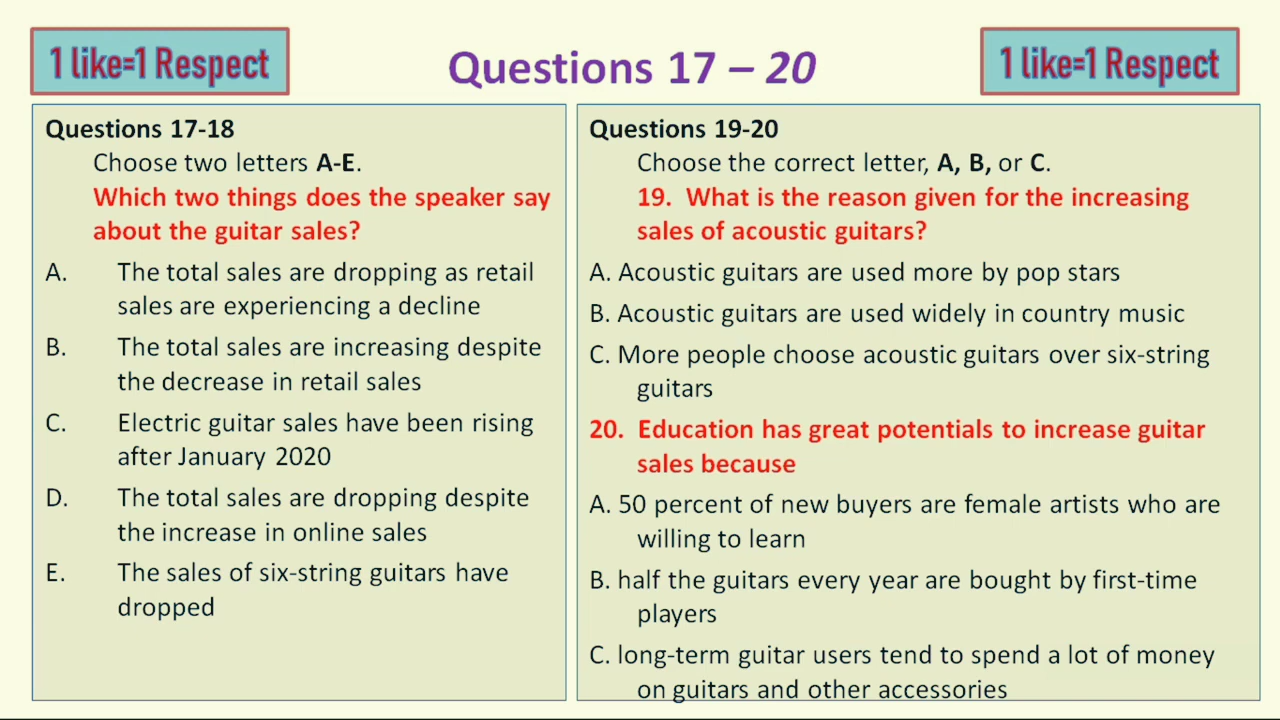 1 like=1 Respect
Questions 17 – 20
1 like=1 Respect
Questions 17-18
Choose two letters A-E.
Which two things does the speaker say
about the guitar sales?
A. The total sales are dropping as retail
sales are experiencing a decline
B. The total sales are increasing despite
the decrease in retail sales
C. Electric guitar sales have been rising
after January 2020
D. The total sales are dropping despite
the increase in online sales
E. The sales of six-string guitars have
dropped
Questions 19-20
Choose the correct letter, A, B, or C.
19. What is the reason given for the increasing
sales of acoustic guitars?
A. Acoustic guitars are used more by pop stars
B. Acoustic guitars are used widely in country music
C. More people choose acoustic guitars over six-string
guitars
20. Education has great potentials to increase guitar
sales because
A. 50 percent of new buyers are female artists who are
willing to learn
B. half the guitars every year are bought by first-time
players
C. long-term guitar users tend to spend a lot of money
on guitars and other accessories